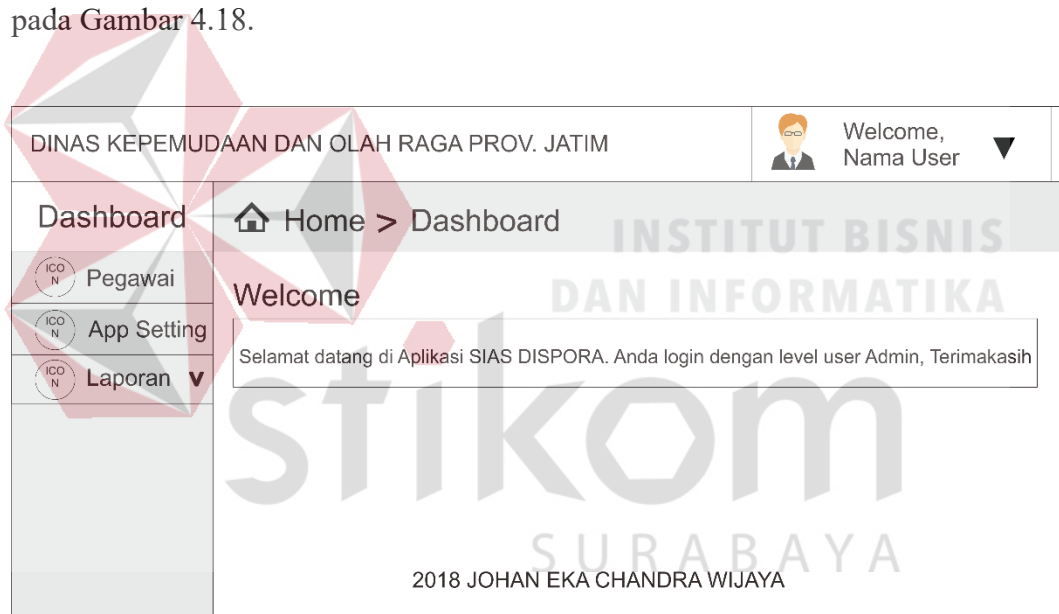 pada Gambar 4.18.
DINAS KEPEMUDAAN DAN OLAH RAGA PROV. JATIM
Welcome,
Nama User ▼
Dashboard
Home > Dashboard
INSTITUT BISNIS
DAN INFORMATIKA
ICO
N
Pegawai
ICO
N
App Setting
ICO
N
Laporan v
Welcome
Selamat datang di Aplikasi SIAS DISPORA. Anda login dengan level user Admin, Terimakasih
stikom
SURABAYA
2018 JOHAN EKA CHANDRA WIJAYA